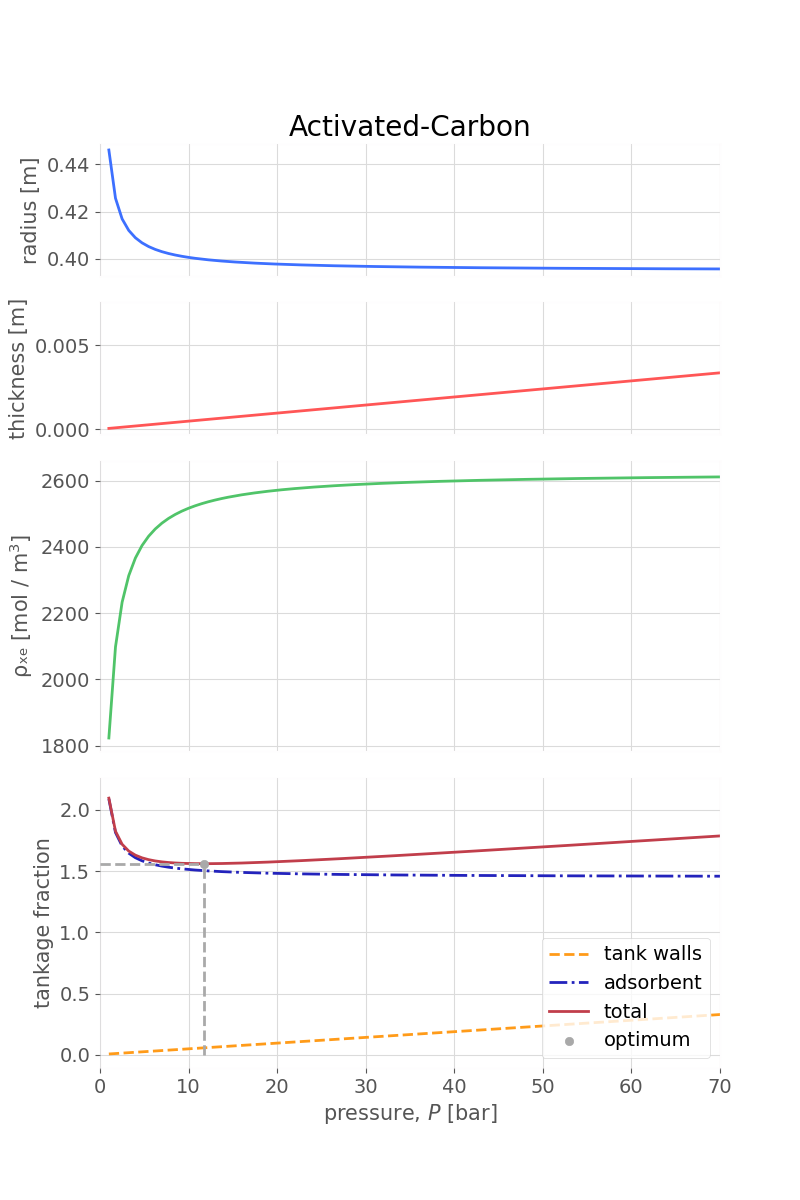 Activated-Carbon
radius [m]
0.44
0.42
0.40
thickness [m]
0.005
0.000
ρₓₑ [mol / m³]
2600
2400
2200
2000
1800
tankage fraction
2.0
1.5
1.0
0.5
0.0
tank walls
adsorbent
total
optimum
0 10 20 30 40 50 60 70
pressure, P [bar]